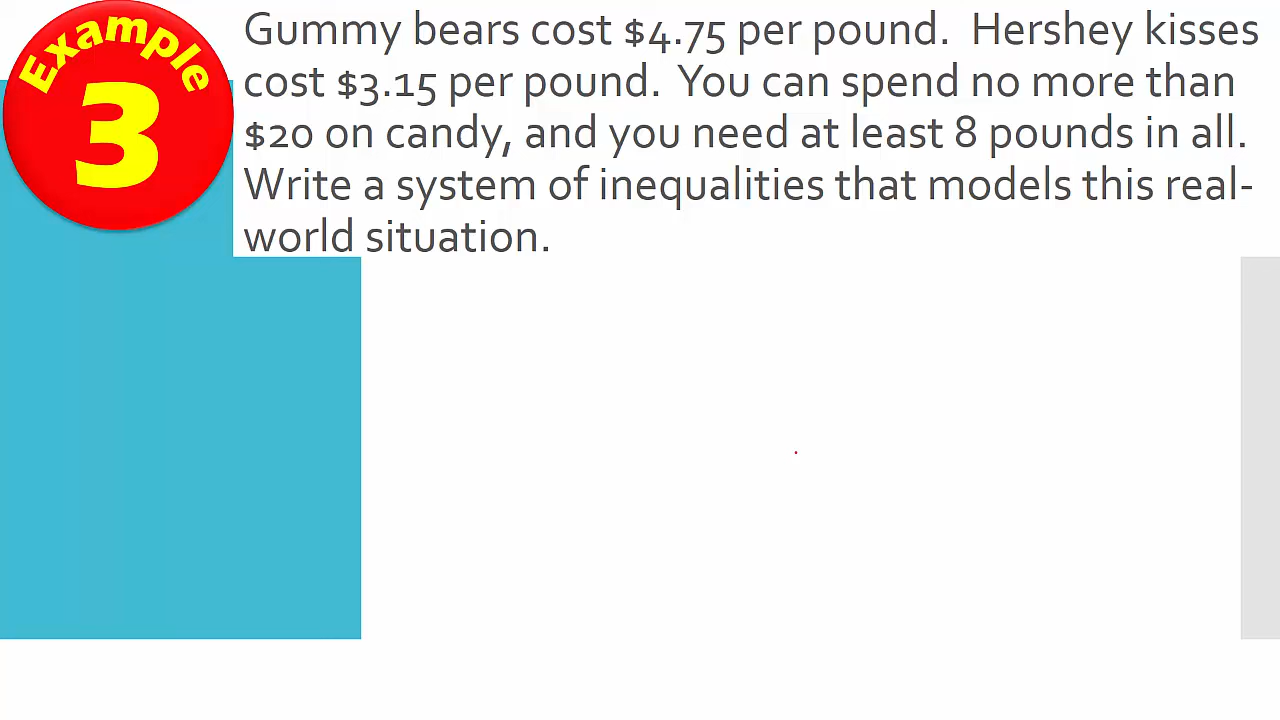 Example
3
Gummy bears cost $4.75 per pound. Hershey kisses
cost $3.15 per pound. You can spend no more than
$20 on candy, and you need at least 8 pounds in all.
Write a system of inequalities that models this real-
world situation.